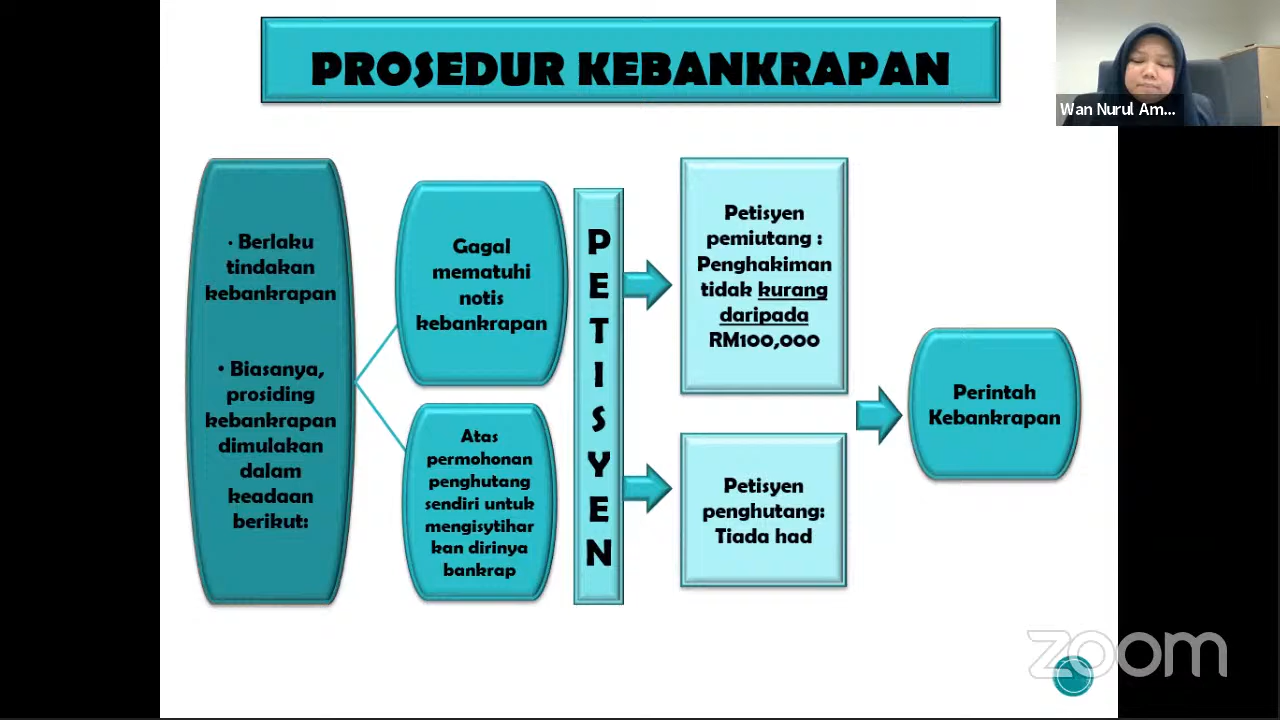 PROSEDUR KEBANKRAPAN
Wan Nurul Am...
• Berlaku
tindakan
kebankrapan
• Biasanya,
prosiding
kebankrapan
dimulakan
dalam
keadaan
berikut:
Gagal
mematuhi
notis
kebankrapan
Atas
permohonan
penghutang
sendiri untuk
mengisytihar
kan dirinya
bankrap
P
E
T
I
S
Y
E
N
Petisyen
pemiutang :
Penghakiman
tidak kurang
daripada
RM100,000
Petisyen
penghutang:
Tiada had
Perintah
Kebankrapan
zoom